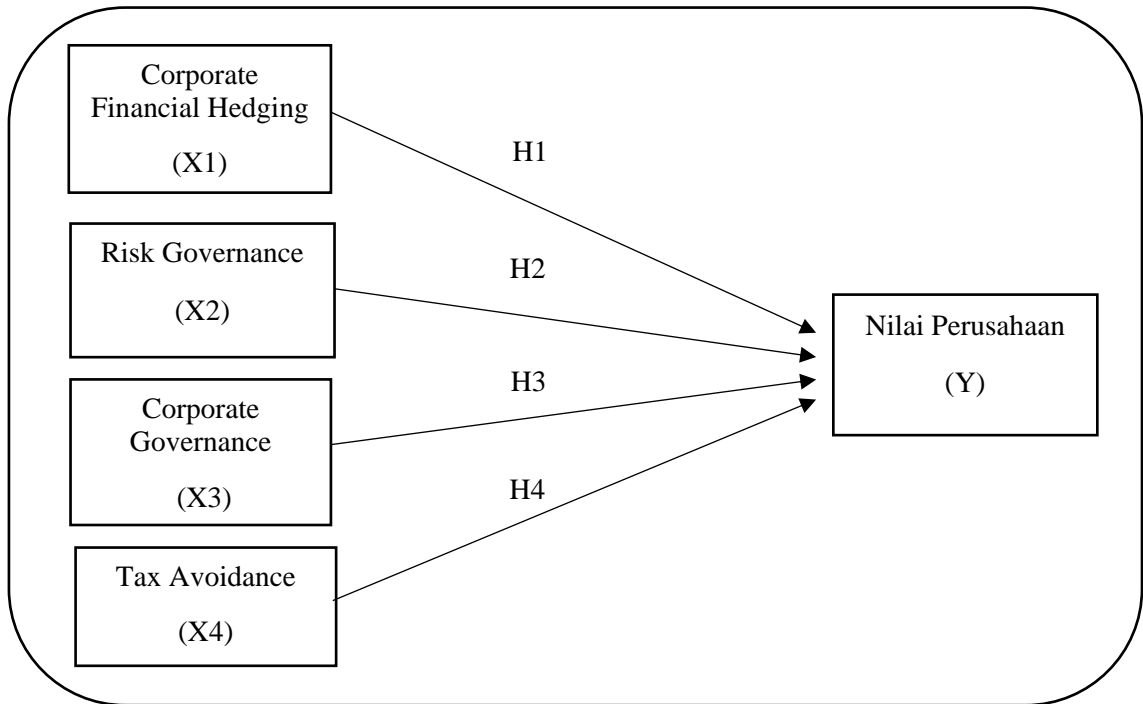 Corporate
Financial Hedging
(X1)
H1
Risk Governance
(X2)
H2
Corporate
Governance
(X3)
H3
Tax Avoidance
(X4)
H4
Nilai Perusahaan
(Y)